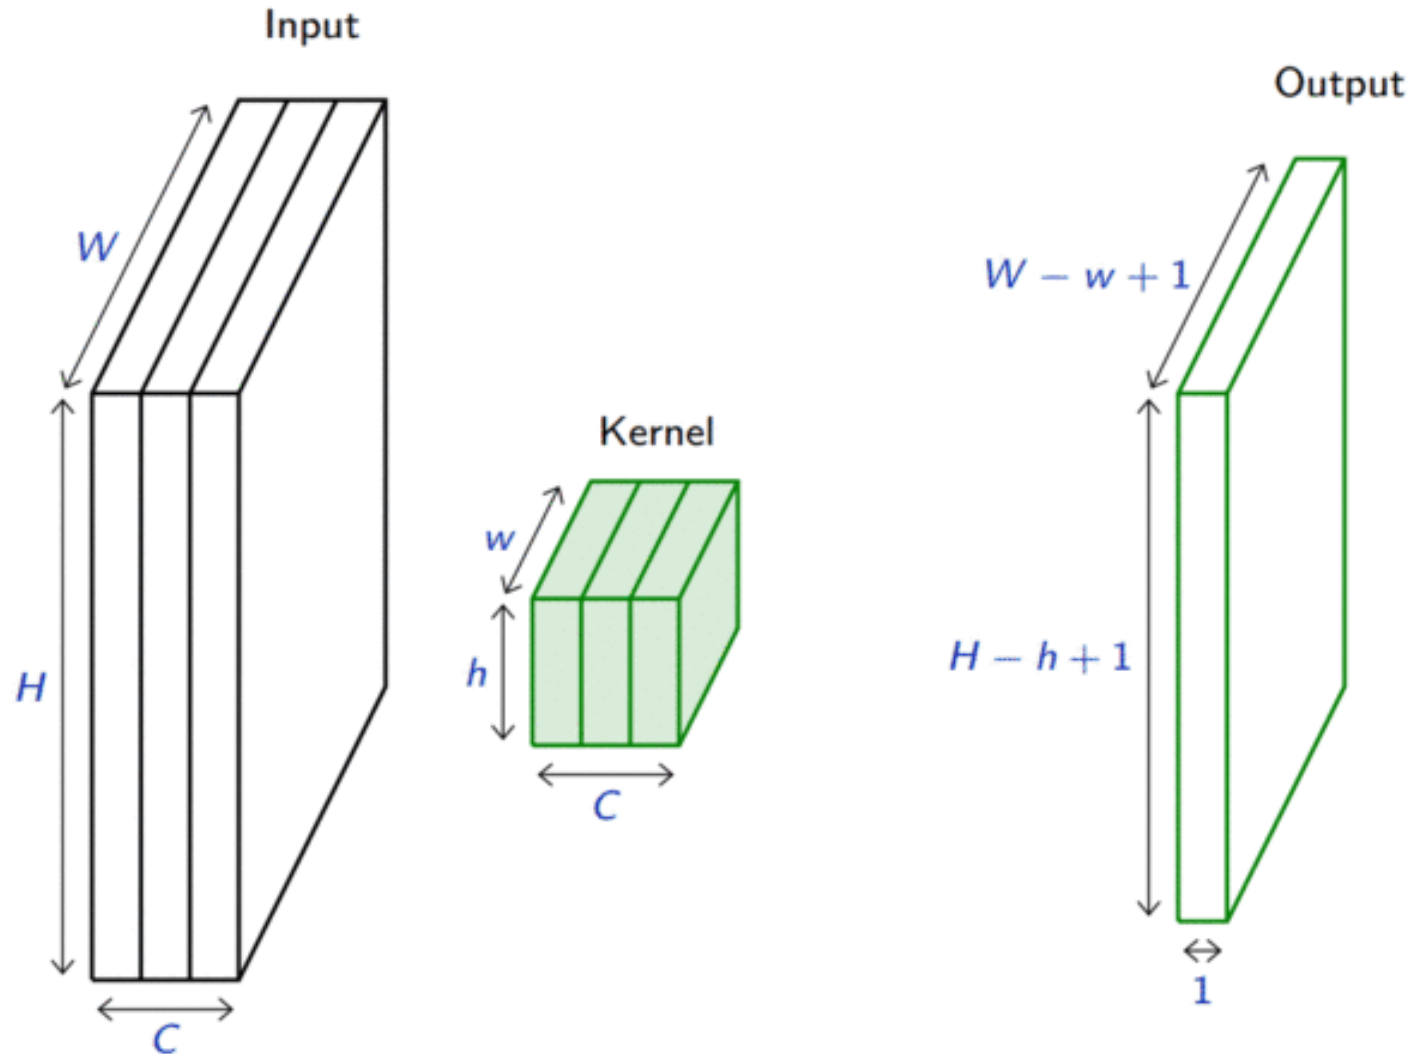 Input
Output
W
W − w + 1
Kernel
w
h
H − h + 1
H
C
1
C